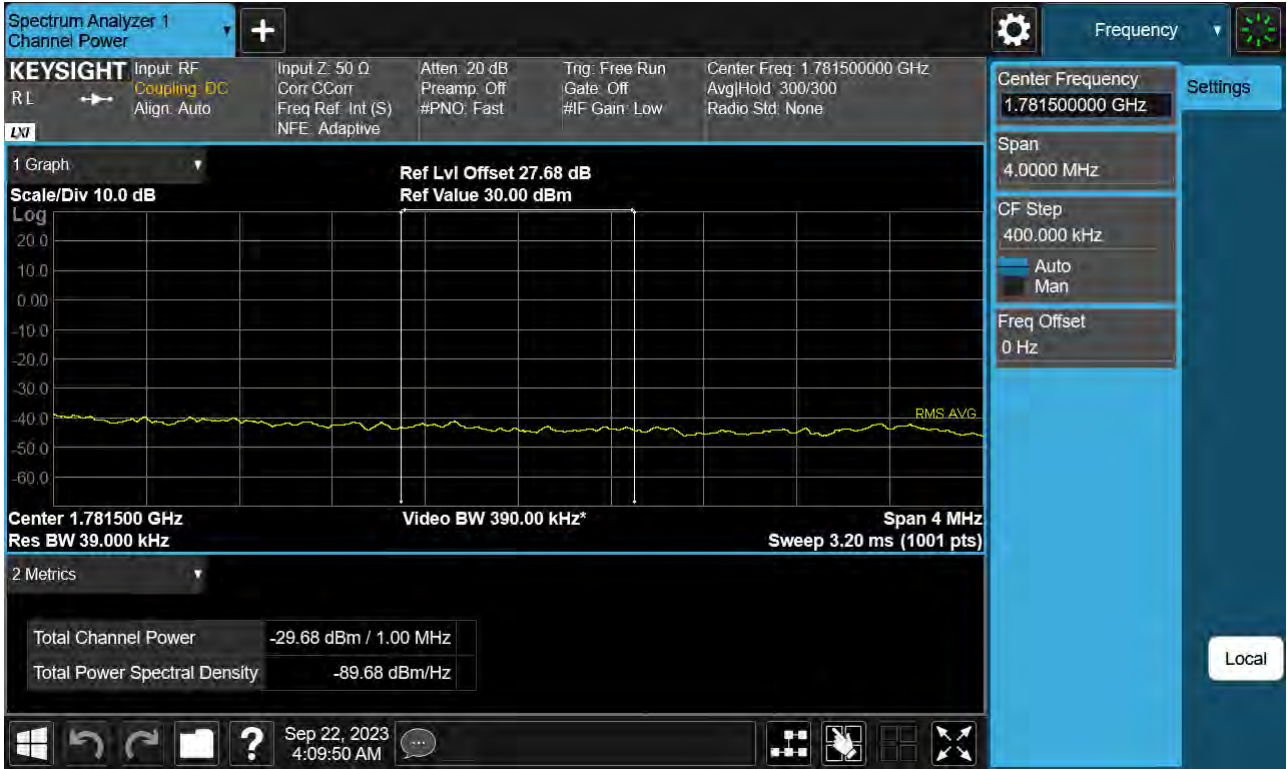 Spectrum Analyzer 1
Channel Power
Frequency
KEYSIGHT
R L
LXI
Input: RF
Coupling: DC
Align: Auto
Input Z: 50 Ω
Corr CCorr
Freq Ref: Int (S)
NFE: Adaptive
Atten: 20 dB
Preamp: Off
#PNO: Fast
Trig: Free Run
Gate: Off
#IF Gain: Low
Center Freq: 1.781500000 GHz
Avg|Hold: 300/300
Radio Std: None
Center Frequency
1.781500000 GHz
Settings
Span
4.0000 MHz
CF Step
400.000 kHz
Auto
Man
Freq Offset
0 Hz
Local
1 Graph
Scale/Div 10.0 dB
Ref Lvl Offset 27.68 dB
Ref Value 30.00 dBm
Log
20.0
10.0
0.00
-10.0
-20.0
-30.0
-40.0
-50.0
-60.0
RMS AVG
Center 1.781500 GHz
Res BW 39.000 kHz
Video BW 390.00 kHz*
Span 4 MHz
Sweep 3.20 ms (1001 pts)
2 Metrics
Total Channel Power -29.68 dBm / 1.00 MHz
Total Power Spectral Density -89.68 dBm/Hz
?
Sep 22, 2023
4:09:50 AM